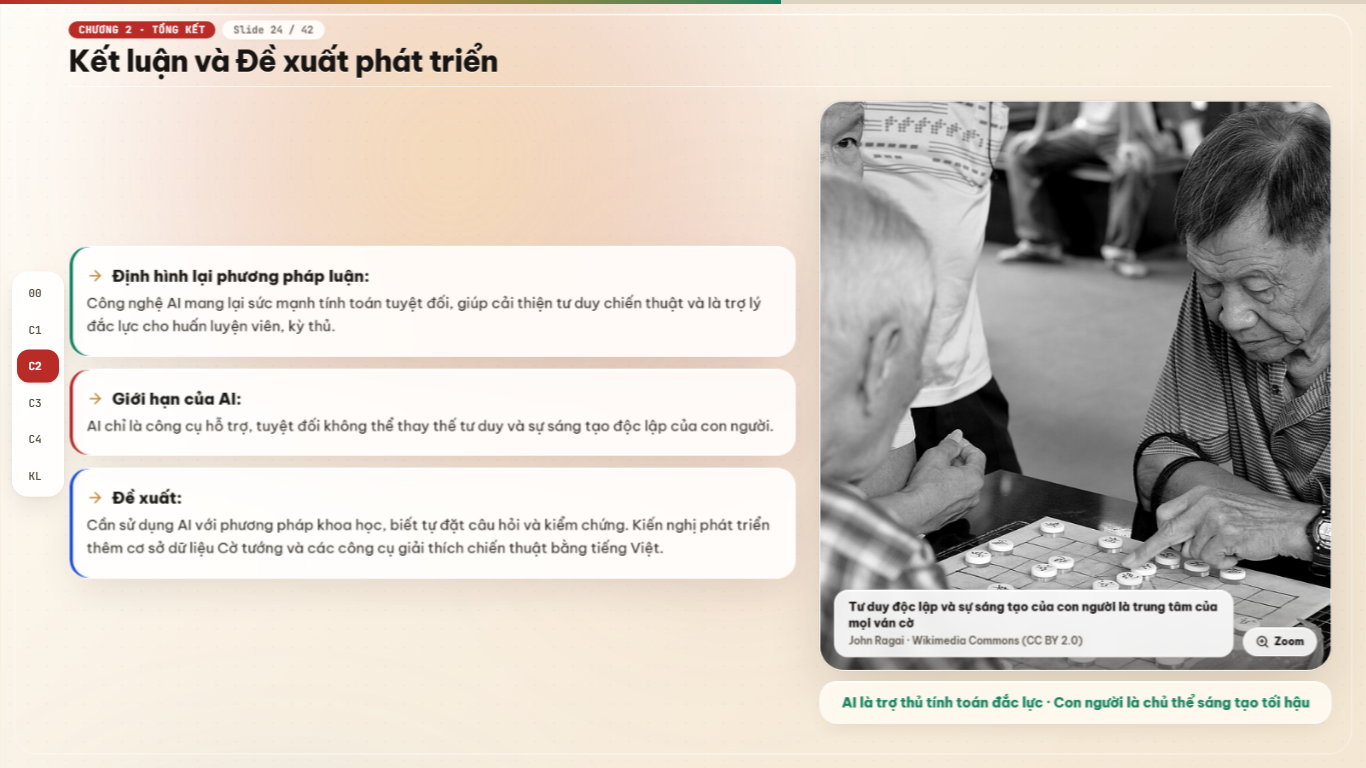 CHƯƠNG 2 · TỔNG KẾT
Slide 24 / 42
Kết luận và Đề xuất phát triển
00
C1
C2
C3
C4
KL
→ Định hình lại phương pháp luận:
Công nghệ AI mang lại sức mạnh tính toán tuyệt đối, giúp cải thiện tư duy chiến thuật và là trợ lý
đắc lực cho huấn luyện viên, kỳ thủ.
→ Giới hạn của AI:
AI chỉ là công cụ hỗ trợ, tuyệt đối không thể thay thế tư duy và sự sáng tạo độc lập của con người.
→ Đề xuất:
Cần sử dụng AI với phương pháp khoa học, biết tự đặt câu hỏi và kiểm chứng. Kiến nghị phát triển
thêm cơ sở dữ liệu Cờ tướng và các công cụ giải thích chiến thuật bằng tiếng Việt.
Tư duy độc lập và sự sáng tạo của con người là trung tâm của
mọi ván cờ
John Ragai · Wikimedia Commons (CC BY 2.0)
Zoom
AI là trợ thủ tính toán đắc lực · Con người là chủ thể sáng tạo tối hậu